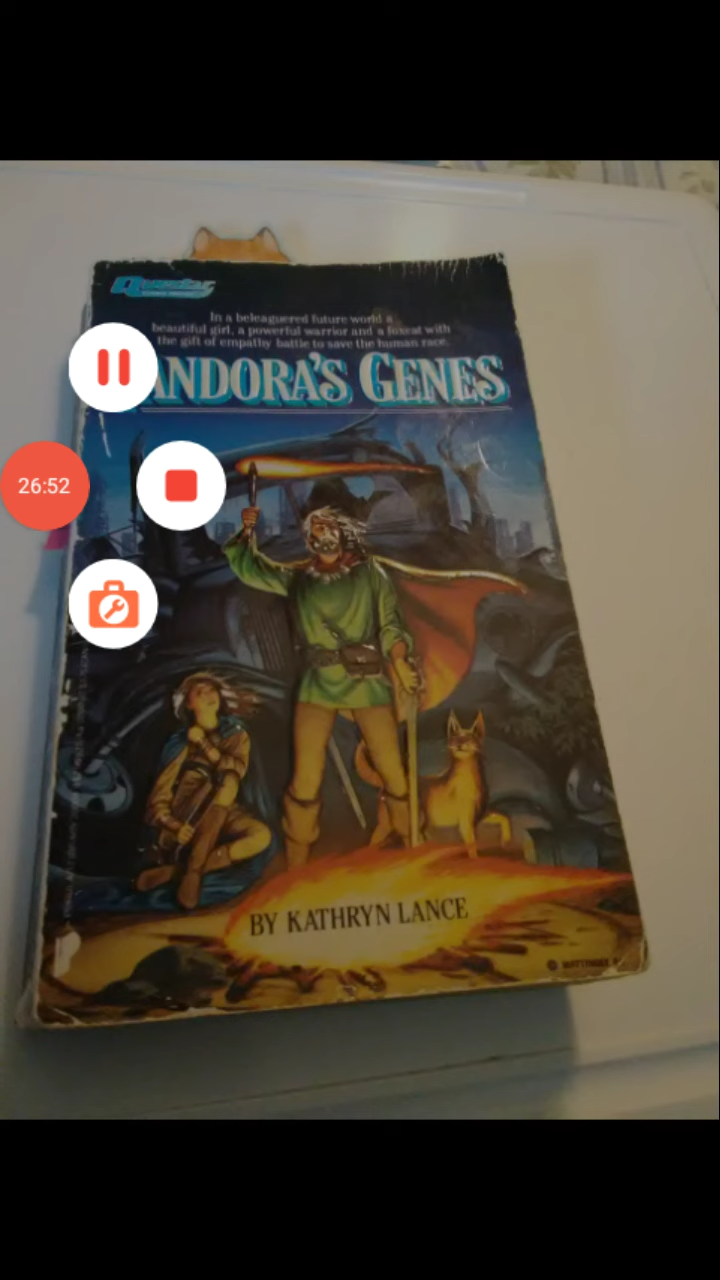 Questar
In a beleaguered future world a
beautiful girl, a powerful warrior and a foxcat with
the gift of empathy battle to save the human race.
ANDORA'S GENES
26:52
BY KATHRYN LANCE